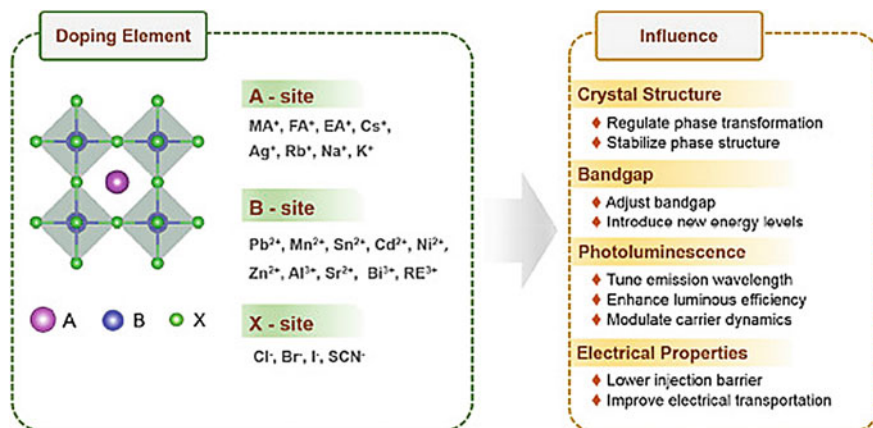 Doping Element
A - site
MA⁺, FA⁺, EA⁺, Cs⁺,
Ag⁺, Rb⁺, Na⁺, K⁺
B - site
Pb²⁺, Mn²⁺, Sn²⁺, Cd²⁺, Ni²⁺,
Zn²⁺, Al³⁺, Sr²⁺, Bi³⁺, RE³⁺
X - site
Cl⁻, Br⁻, I⁻, SCN⁻
A B X
Influence
Crystal Structure
♦ Regulate phase transformation
♦ Stabilize phase structure
Bandgap
♦ Adjust bandgap
♦ Introduce new energy levels
Photoluminescence
♦ Tune emission wavelength
♦ Enhance luminous efficiency
♦ Modulate carrier dynamics
Electrical Properties
♦ Lower injection barrier
♦ Improve electrical transportation